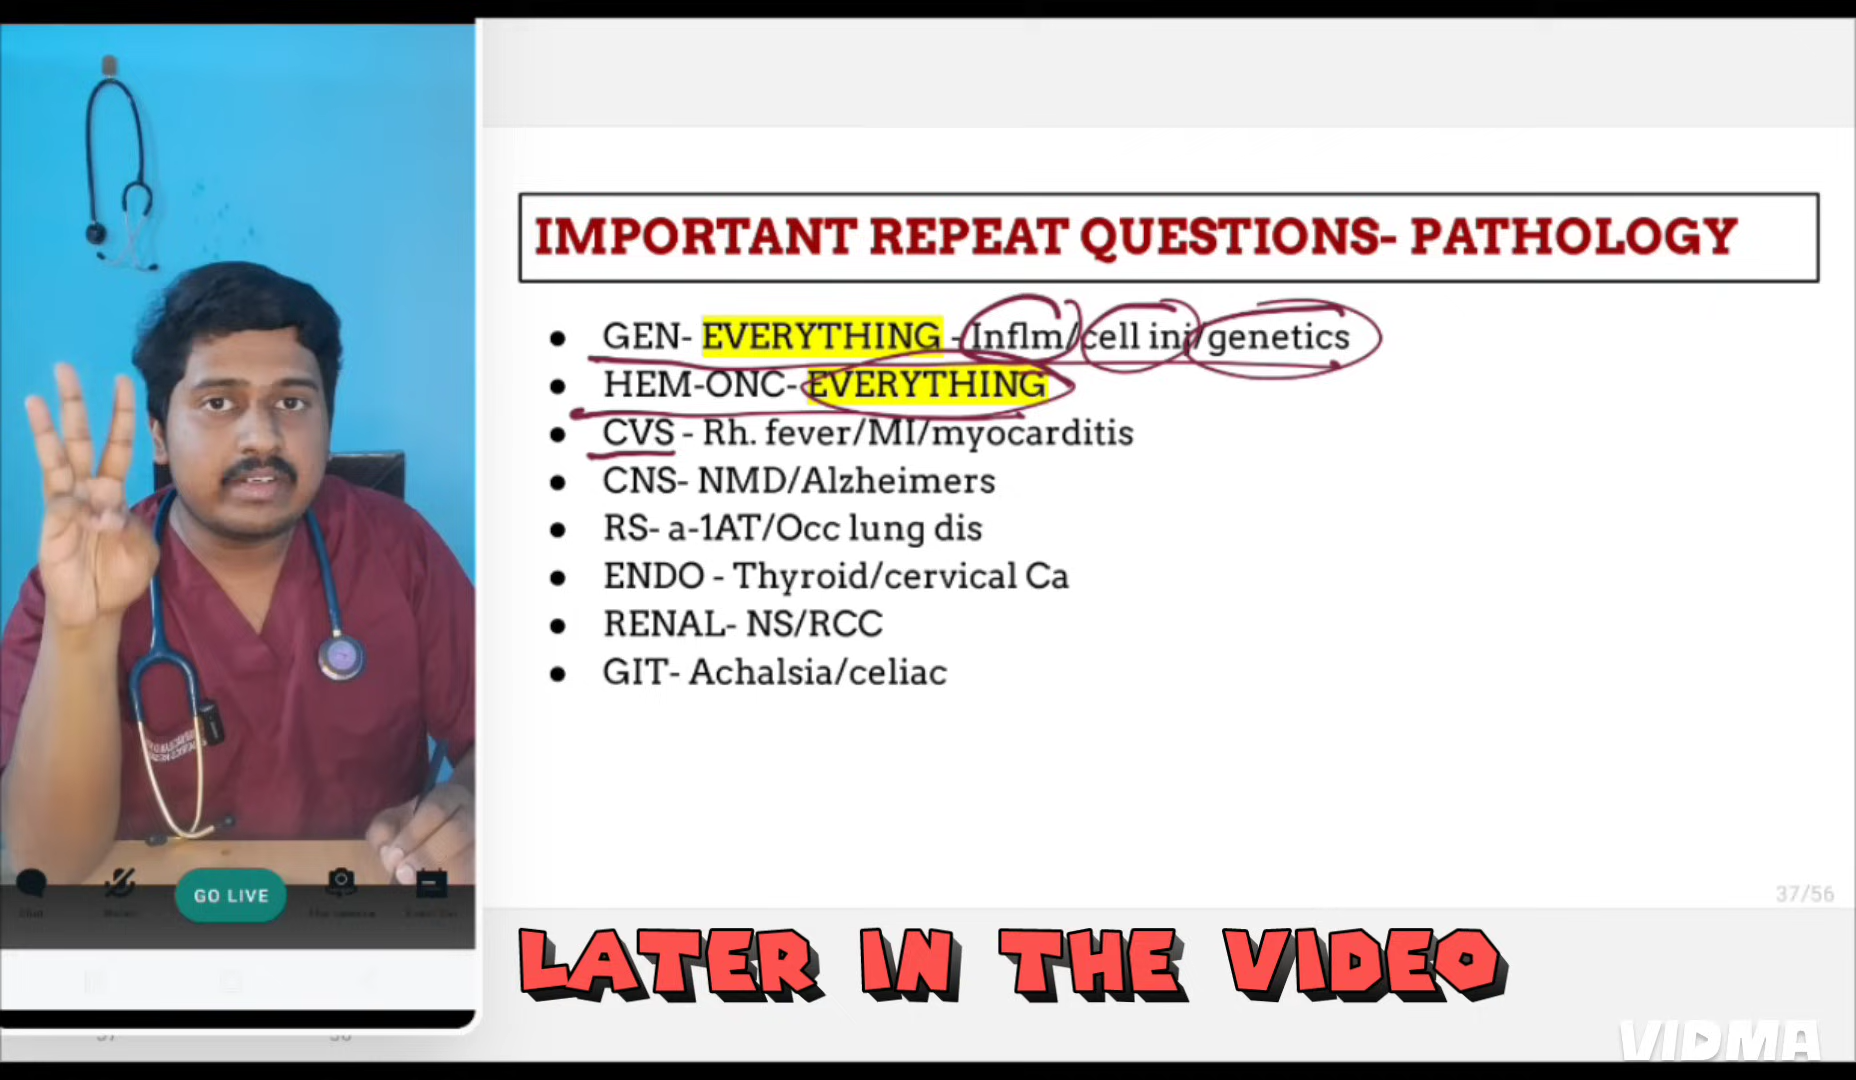 IMPORTANT REPEAT QUESTIONS- PATHOLOGY
● GEN- EVERYTHING - Inflm/cell inj/genetics
● HEM-ONC- EVERYTHING
● CVS - Rh. fever/MI/myocarditis
● CNS- NMD/Alzheimers
● RS- a-1AT/Occ lung dis
● ENDO - Thyroid/cervical Ca
● RENAL- NS/RCC
● GIT- Achalsia/celiac
GO LIVE
Chat
37/56
LATER IN THE VIDEO
VIDMA